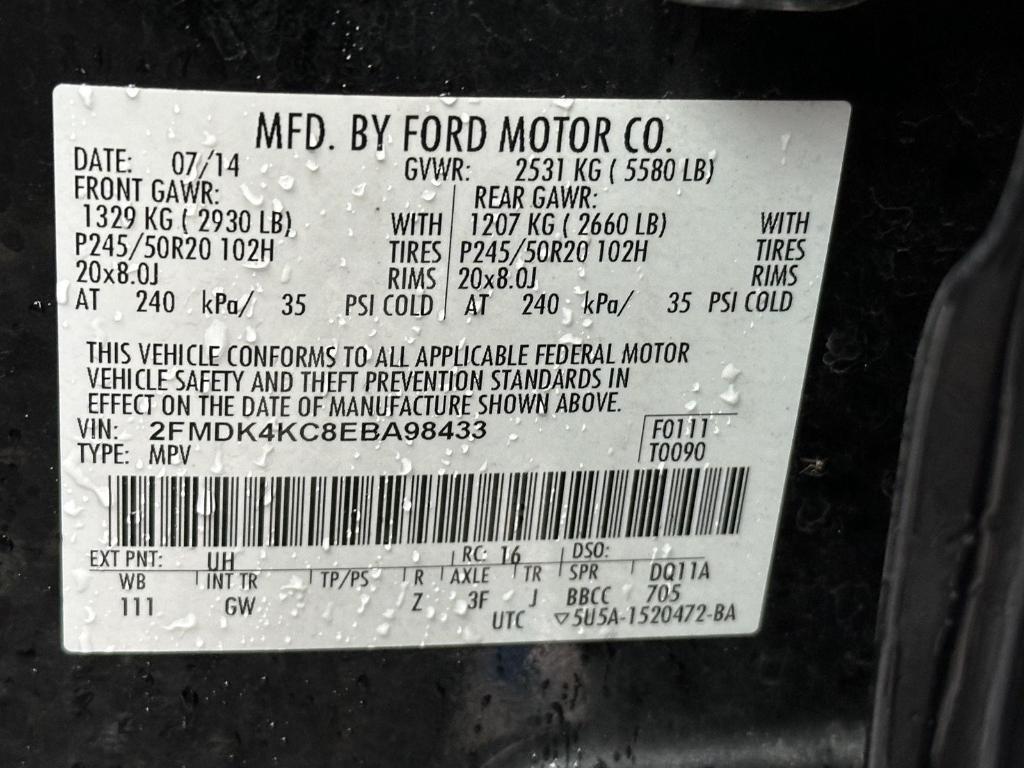 MFD. BY FORD MOTOR CO.
DATE: 07/14 GVWR: 2531 KG ( 5580 LB)
FRONT GAWR: REAR GAWR:
1329 KG ( 2930 LB) WITH 1207 KG ( 2660 LB) WITH
P245/50R20 102H TIRES P245/50R20 102H TIRES
20x8.0J RIMS 20x8.0J RIMS
AT 240 kPa/ 35 PSI COLD AT 240 kPa/ 35 PSI COLD
THIS VEHICLE CONFORMS TO ALL APPLICABLE FEDERAL MOTOR
VEHICLE SAFETY AND THEFT PREVENTION STANDARDS IN
EFFECT ON THE DATE OF MANUFACTURE SHOWN ABOVE.
VIN: 2FMDK4KC8EBA98433 F0111
TYPE: MPV T0090
EXT PNT: UH RC: 16 DSO:
WB INT TR TP/PS R AXLE TR SPR DQ11A
111 GW Z 3F J BBCC 705
UTC ▽5U5A-1520472-BA